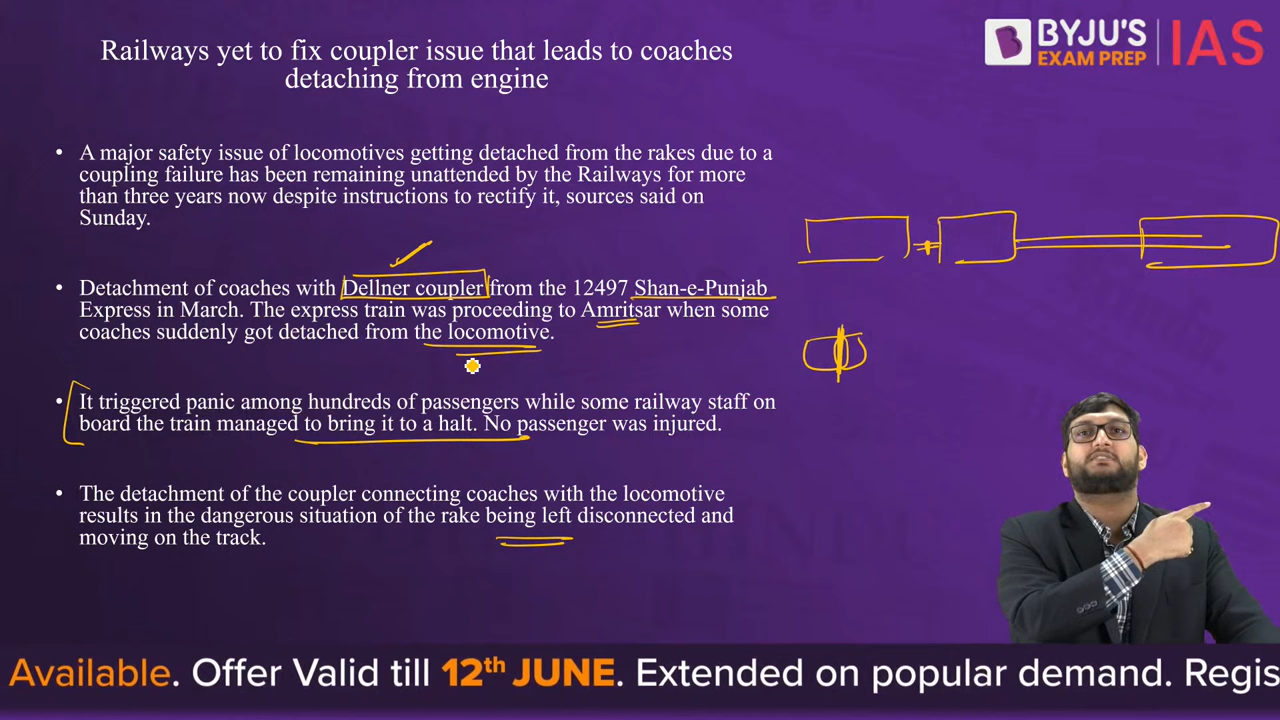 Railways yet to fix coupler issue that leads to coaches
detaching from engine
BYJU'S
EXAM PREP
IAS
• A major safety issue of locomotives getting detached from the rakes due to a
coupling failure has been remaining unattended by the Railways for more
than three years now despite instructions to rectify it, sources said on
Sunday.
• Detachment of coaches with Dellner coupler from the 12497 Shan-e-Punjab
Express in March. The express train was proceeding to Amritsar when some
coaches suddenly got detached from the locomotive.
• It triggered panic among hundreds of passengers while some railway staff on
board the train managed to bring it to a halt. No passenger was injured.
• The detachment of the coupler connecting coaches with the locomotive
results in the dangerous situation of the rake being left disconnected and
moving on the track.
Available. Offer Valid till 12th JUNE. Extended on popular demand. Regis